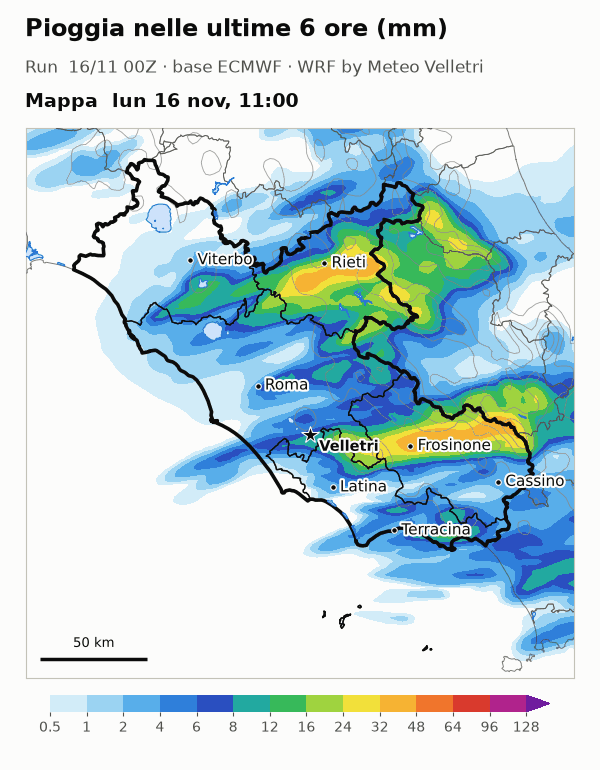 Pioggia nelle ultime 6 ore (mm)
Run  16/11 00Z · base ECMWF · WRF by Meteo Velletri
Mappa  lun 16 nov, 11:00
Viterbo
Rieti
Roma
Velletri
Frosinone
Latina
Cassino
Terracina
50 km
0.5 1 2 4 6 8 12 16 24 32 48 64 96 128